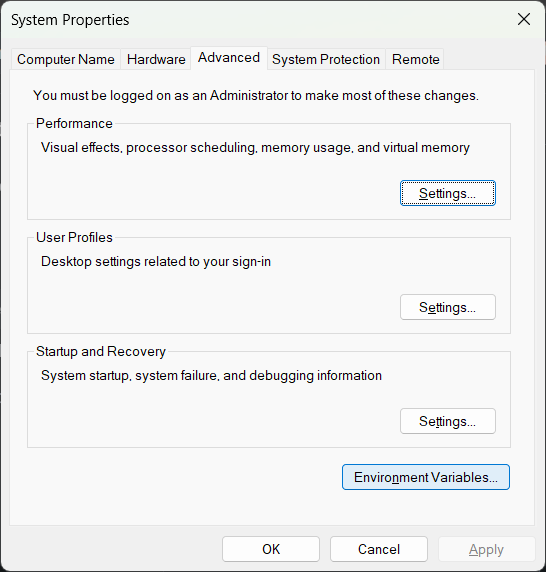 System Properties
Computer Name Hardware Advanced System Protection Remote
You must be logged on as an Administrator to make most of these changes.
Performance
Visual effects, processor scheduling, memory usage, and virtual memory
Settings...
User Profiles
Desktop settings related to your sign-in
Settings...
Startup and Recovery
System startup, system failure, and debugging information
Settings...
Environment Variables...
OK Cancel Apply